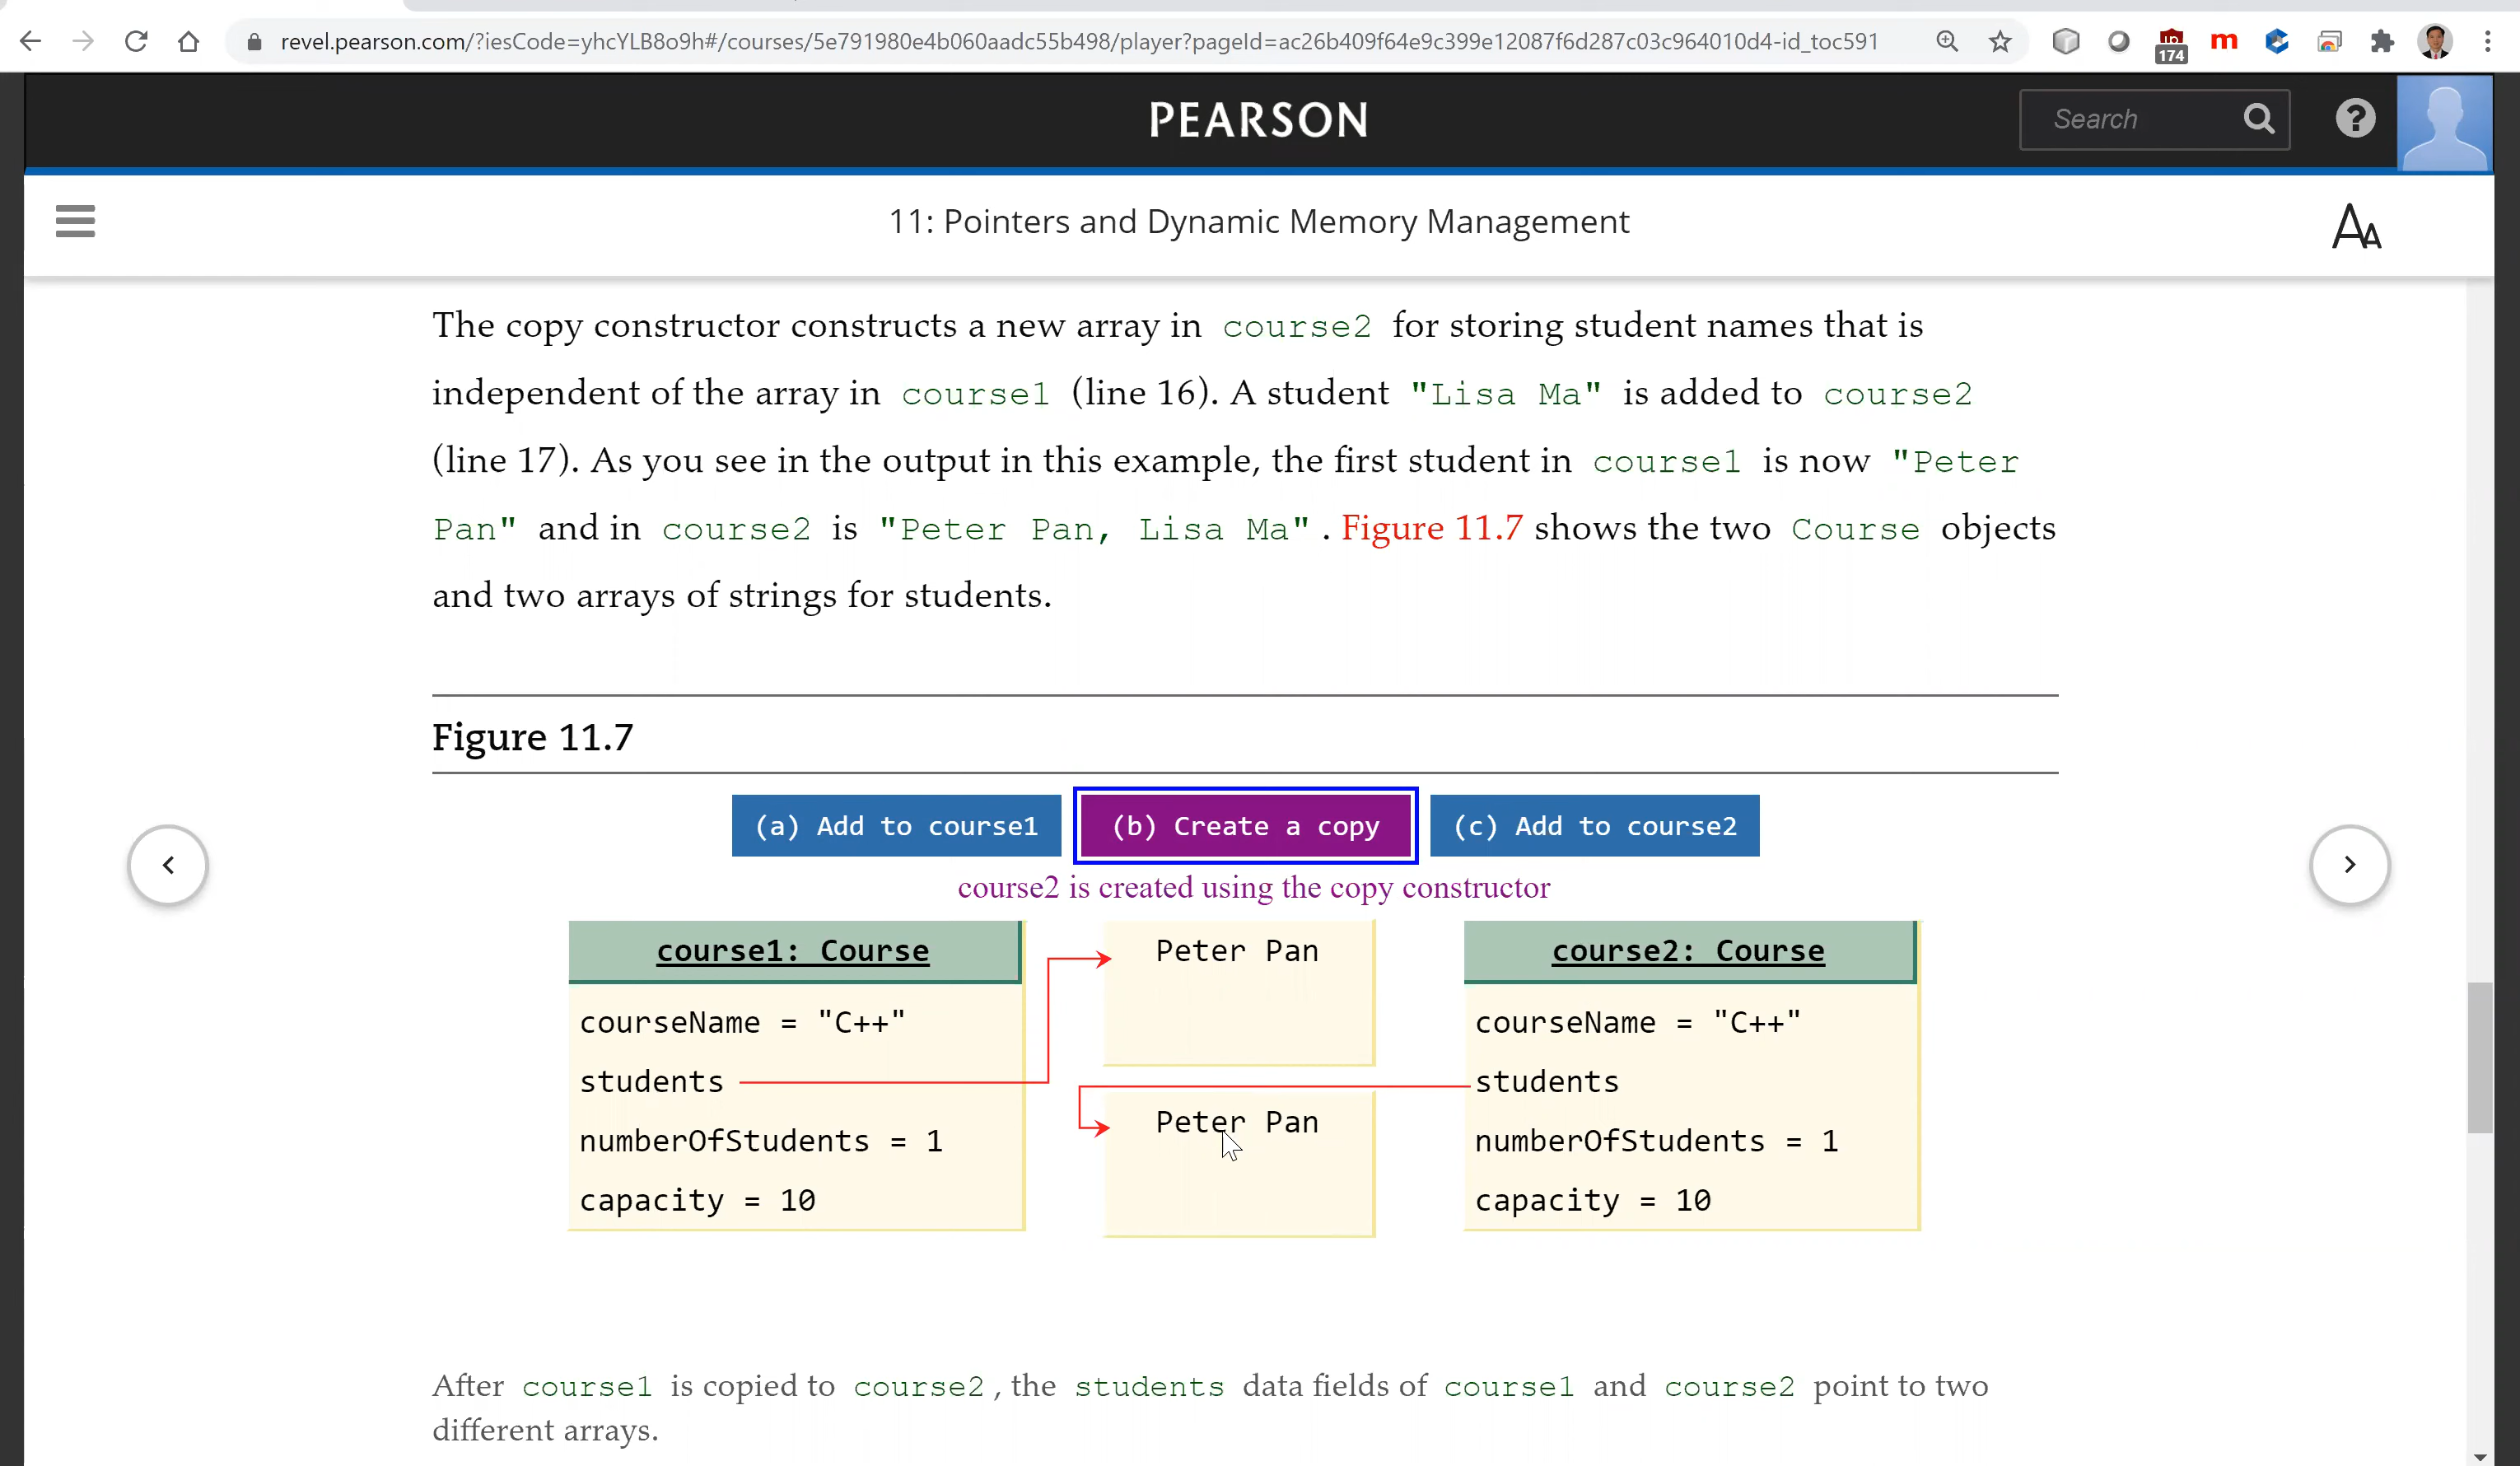 revel.pearson.com/?iesCode=yhcYLB8o9h#/courses/5e791980e4b060aadc55b498/player?pageId=ac26b409f64e9c399e12087f6d287c03c964010d4-id_toc591
174
m
PEARSON
Search
?
11: Pointers and Dynamic Memory Management
AA
The copy constructor constructs a new array in course2 for storing student names that is
independent of the array in course1 (line 16). A student "Lisa Ma" is added to course2
(line 17). As you see in the output in this example, the first student in course1 is now "Peter
Pan" and in course2 is "Peter Pan, Lisa Ma". Figure 11.7 shows the two Course objects
and two arrays of strings for students.
Figure 11.7
(a) Add to course1
(b) Create a copy
(c) Add to course2
course2 is created using the copy constructor
course1: Course
courseName = "C++"
students
numberOfStudents = 1
capacity = 10
Peter Pan
Peter Pan
course2: Course
courseName = "C++"
students
numberOfStudents = 1
capacity = 10
After course1 is copied to course2, the students data fields of course1 and course2 point to two
different arrays.